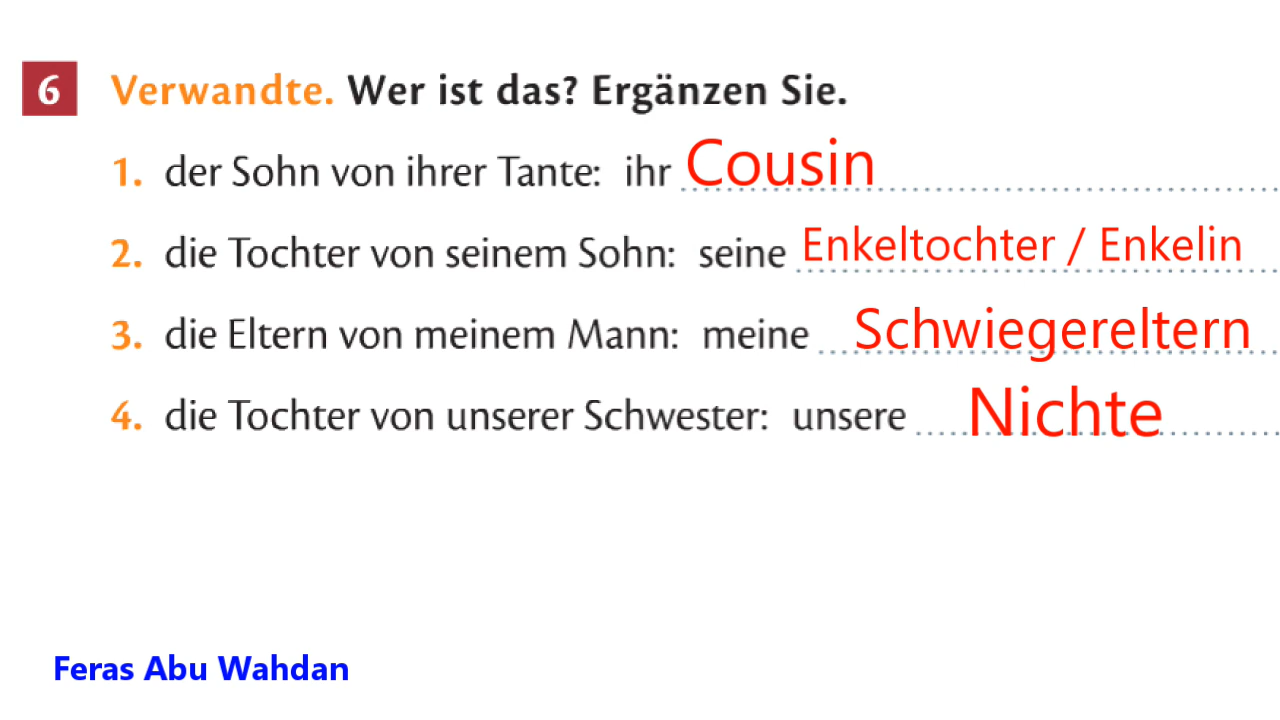 6 Verwandte. Wer ist das? Ergänzen Sie.
1. der Sohn von ihrer Tante: ihr Cousin
2. die Tochter von seinem Sohn: seine Enkeltochter / Enkelin
3. die Eltern von meinem Mann: meine Schwiegereltern
4. die Tochter von unserer Schwester: unsere Nichte
Feras Abu Wahdan